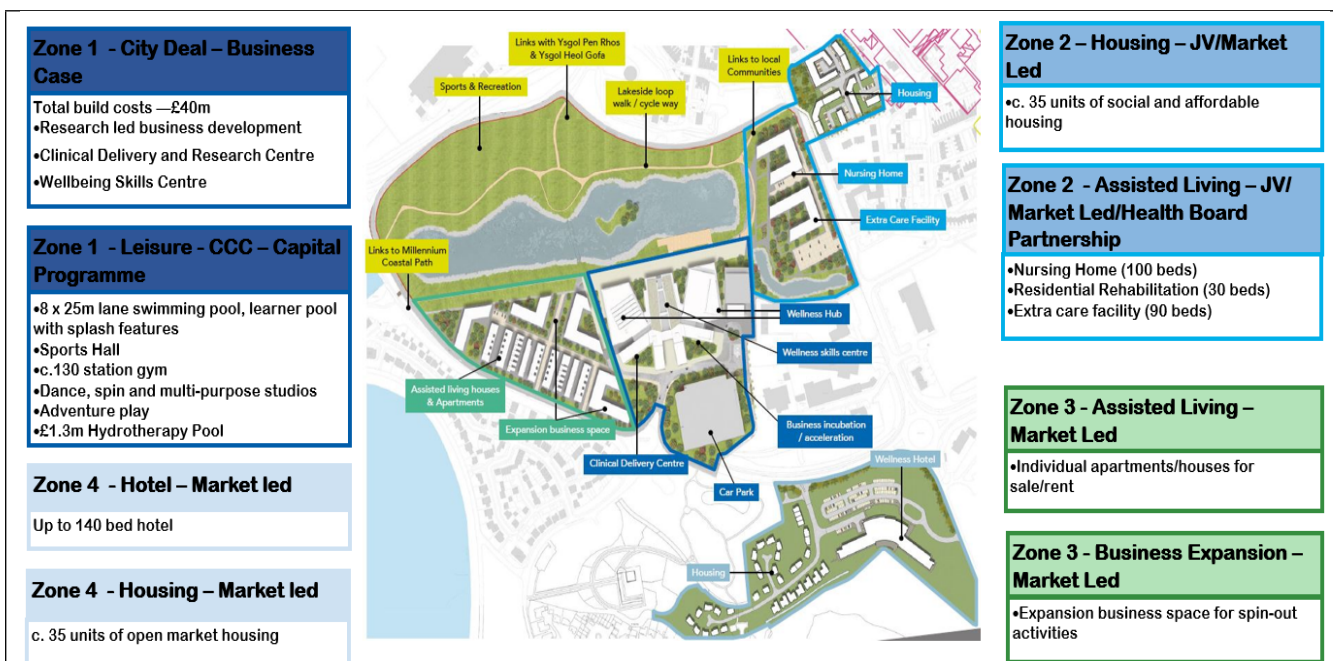 Zone 1 - City Deal – Business
Case
Total build costs —£40m
•Research led business development
•Clinical Delivery and Research Centre
•Wellbeing Skills Centre
Zone 1 - Leisure - CCC – Capital
Programme
•8 x 25m lane swimming pool, learner pool
with splash features
•Sports Hall
•c.130 station gym
•Dance, spin and multi-purpose studios
•Adventure play
•£1.3m Hydrotherapy Pool
Zone 4 - Hotel – Market led
Up to 140 bed hotel
Zone 4 - Housing – Market led
c. 35 units of open market housing
Links with Ysgol Pen Rhos
& Ysgol Heol Gofa
Sports & Recreation
Lakeside loop
walk / cycle way
Links to local
Communities
Housing
Nursing Home
Extra Care Facility
Links to Millennium
Coastal Path
Wellness Hub
Wellness skills centre
Assisted living houses
& Apartments
Expansion business space
Business incubation
/ acceleration
Clinical Delivery Centre
Car Park
Wellness Hotel
Housing
Zone 2 – Housing – JV/Market
Led
•c. 35 units of social and affordable
housing
Zone 2 - Assisted Living – JV/
Market Led/Health Board
Partnership
•Nursing Home (100 beds)
•Residential Rehabilitation (30 beds)
•Extra care facility (90 beds)
Zone 3 - Assisted Living –
Market Led
•Individual apartments/houses for
sale/rent
Zone 3 - Business Expansion –
Market Led
•Expansion business space for spin-out
activities